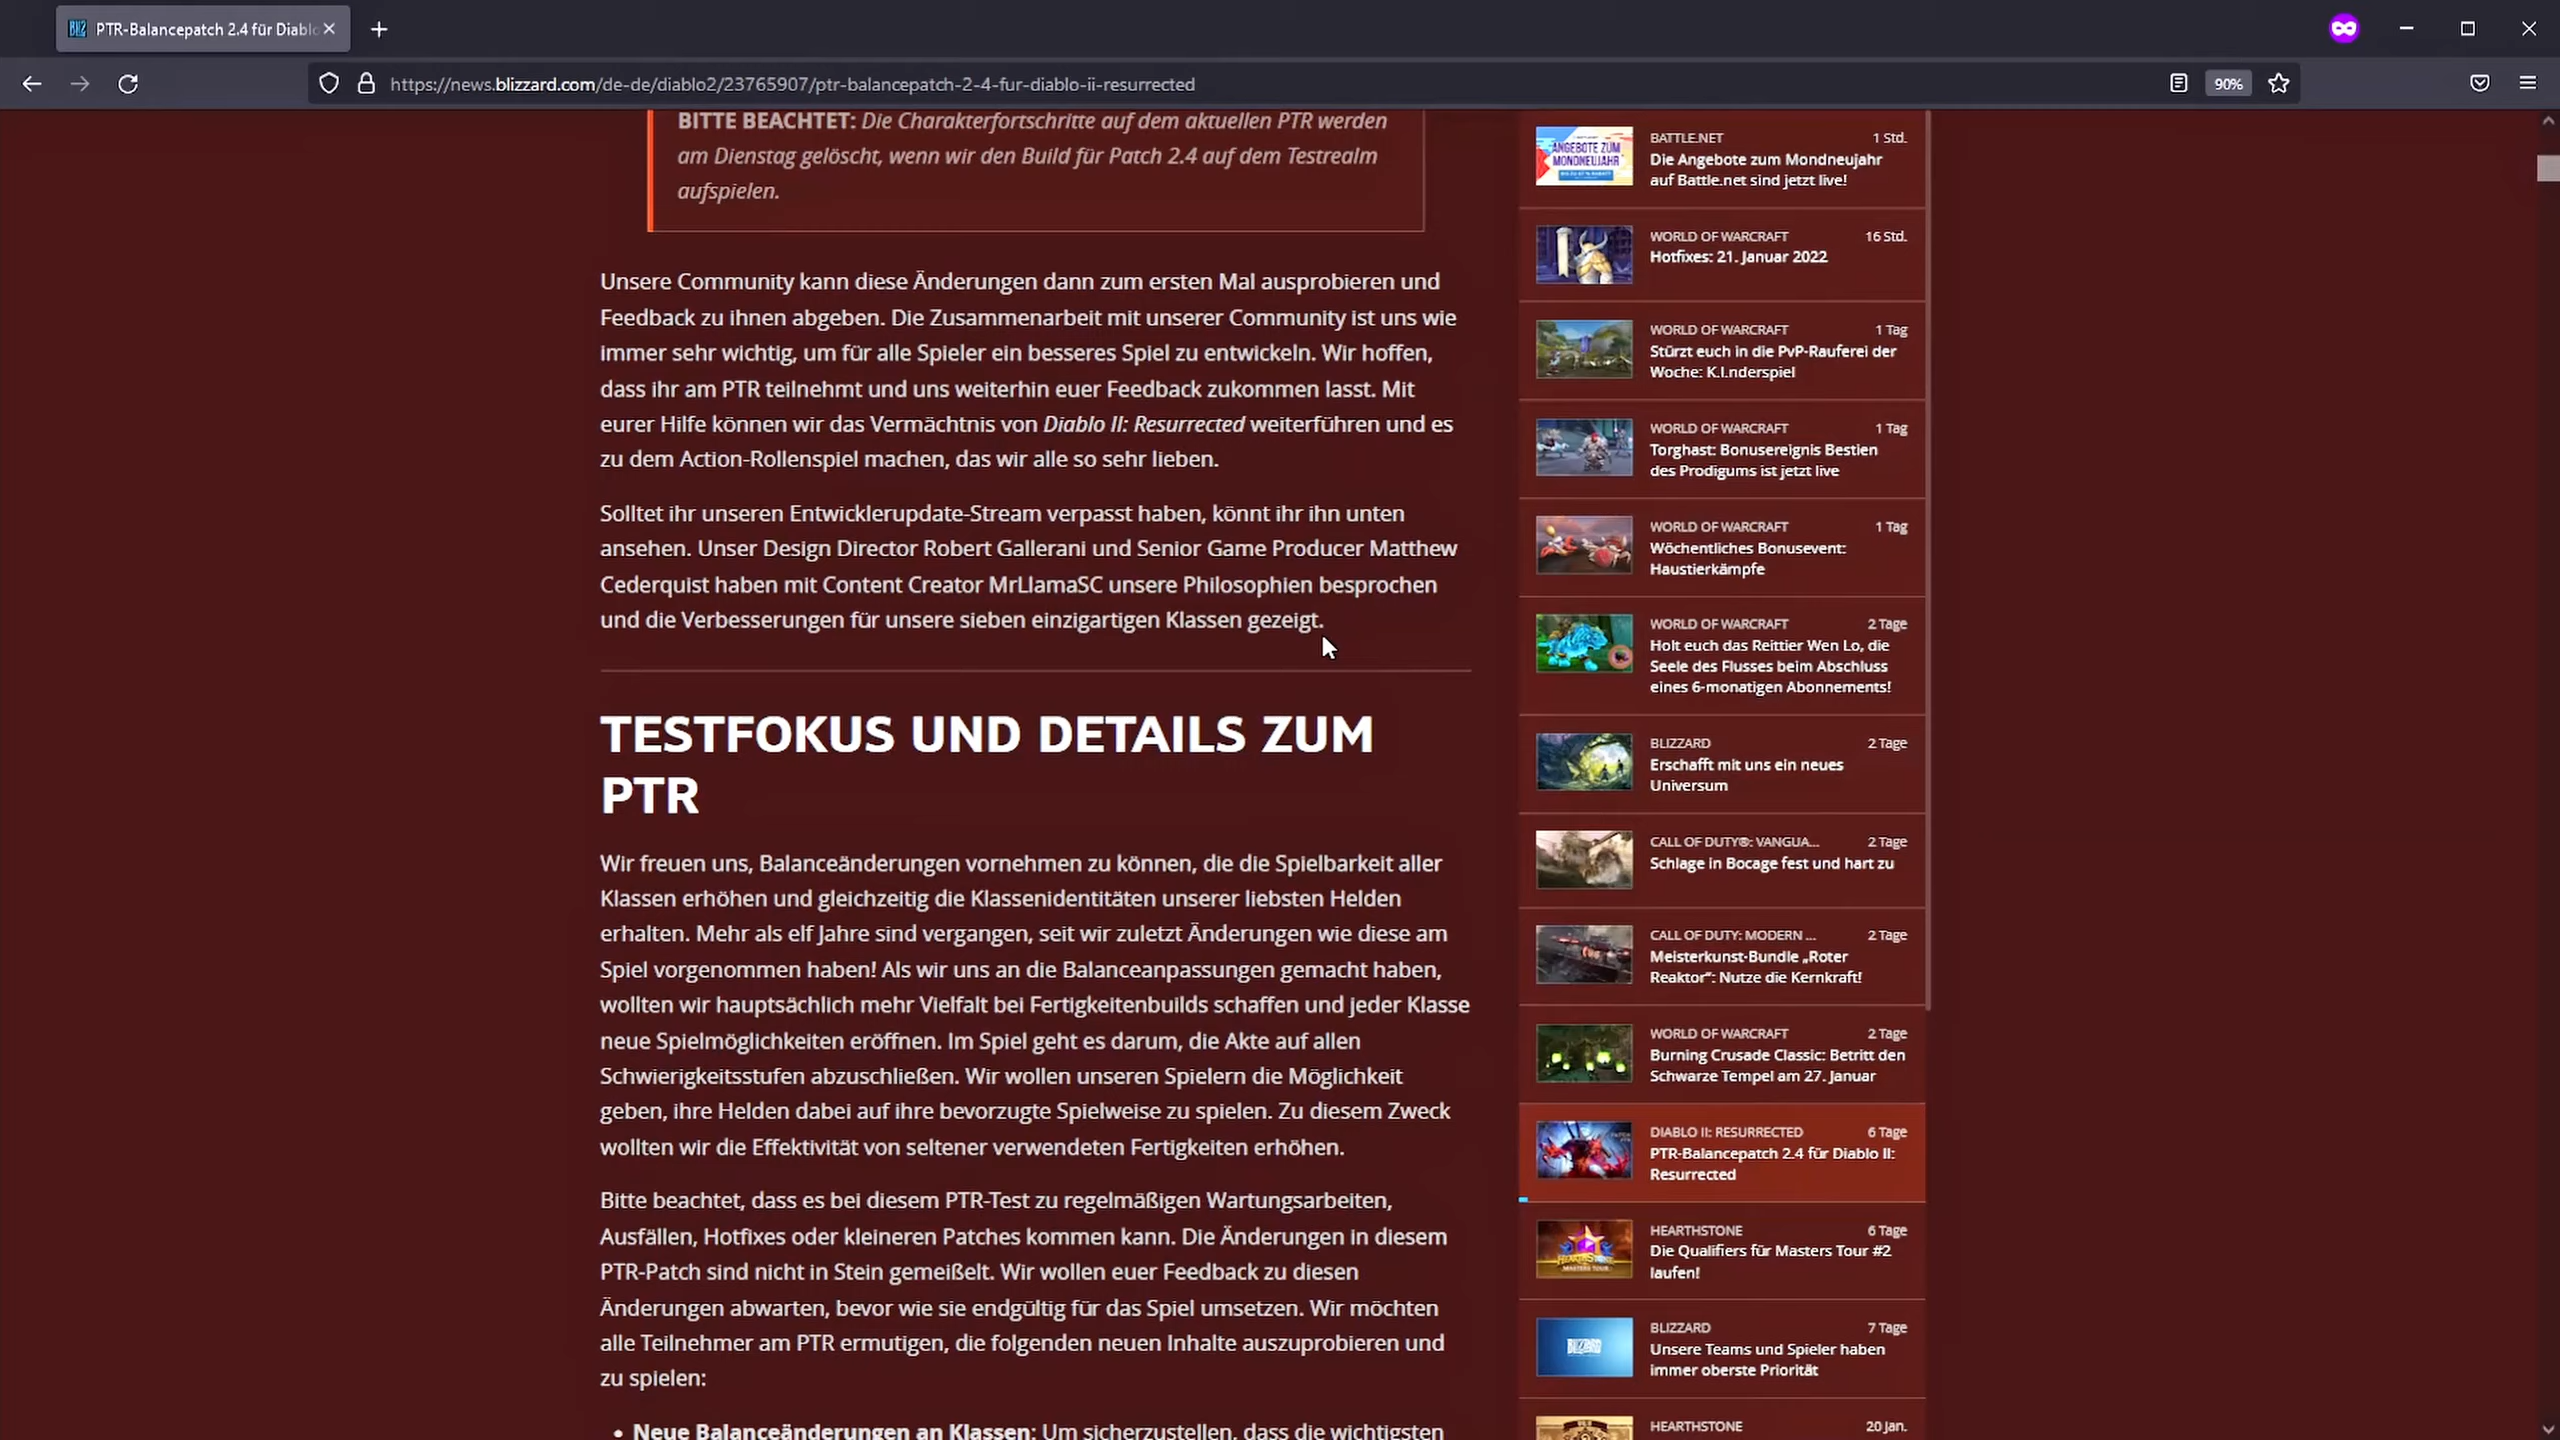 PTR-Balancepatch 2.4 für Diablo
https://news.blizzard.com/de-de/diablo2/23765907/ptr-balancepatch-2-4-fur-diablo-ii-resurrected
90%
BITTE BEACHTET: Die Charakterfortschritte auf dem aktuellen PTR werden
am Dienstag gelöscht, wenn wir den Build für Patch 2.4 auf dem Testrealm
aufspielen.
Unsere Community kann diese Änderungen dann zum ersten Mal ausprobieren und
Feedback zu ihnen abgeben. Die Zusammenarbeit mit unserer Community ist uns wie
immer sehr wichtig, um für alle Spieler ein besseres Spiel zu entwickeln. Wir hoffen,
dass ihr am PTR teilnehmt und uns weiterhin euer Feedback zukommen lasst. Mit
eurer Hilfe können wir das Vermächtnis von Diablo II: Resurrected weiterführen und es
zu dem Action-Rollenspiel machen, das wir alle so sehr lieben.
Solltet ihr unseren Entwicklerupdate-Stream verpasst haben, könnt ihr ihn unten
ansehen. Unser Design Director Robert Gallerani und Senior Game Producer Matthew
Cederquist haben mit Content Creator MrLlamaSC unsere Philosophien besprochen
und die Verbesserungen für unsere sieben einzigartigen Klassen gezeigt.
TESTFOKUS UND DETAILS ZUM
PTR
Wir freuen uns, Balanceänderungen vornehmen zu können, die die Spielbarkeit aller
Klassen erhöhen und gleichzeitig die Klassenidentitäten unserer liebsten Helden
erhalten. Mehr als elf Jahre sind vergangen, seit wir zuletzt Änderungen wie diese am
Spiel vorgenommen haben! Als wir uns an die Balanceanpassungen gemacht haben,
wollten wir hauptsächlich mehr Vielfalt bei Fertigkeitenbuilds schaffen und jeder Klasse
neue Spielmöglichkeiten eröffnen. Im Spiel geht es darum, die Akte auf allen
Schwierigkeitsstufen abzuschließen. Wir wollen unseren Spielern die Möglichkeit
geben, ihre Helden dabei auf ihre bevorzugte Spielweise zu spielen. Zu diesem Zweck
wollten wir die Effektivität von seltener verwendeten Fertigkeiten erhöhen.
Bitte beachtet, dass es bei diesem PTR-Test zu regelmäßigen Wartungsarbeiten,
Ausfällen, Hotfixes oder kleineren Patches kommen kann. Die Änderungen in diesem
PTR-Patch sind nicht in Stein gemeißelt. Wir wollen euer Feedback zu diesen
Änderungen abwarten, bevor wie sie endgültig für das Spiel umsetzen. Wir möchten
alle Teilnehmer am PTR ermutigen, die folgenden neuen Inhalte auszuprobieren und
zu spielen:
• Neue Balanceänderungen an Klassen: Um sicherzustellen, dass die wichtigsten
BATTLE.NET 1 Std.
Die Angebote zum Mondneujahr
auf Battle.net sind jetzt live!
WORLD OF WARCRAFT 16 Std.
Hotfixes: 21. Januar 2022
WORLD OF WARCRAFT 1 Tag
Stürzt euch in die PvP-Rauferei der
Woche: K.I.nderspiel
WORLD OF WARCRAFT 1 Tag
Torghast: Bonusereignis Bestien
des Prodigums ist jetzt live
WORLD OF WARCRAFT 1 Tag
Wöchentliches Bonusevent:
Haustierkämpfe
WORLD OF WARCRAFT 2 Tage
Holt euch das Reittier Wen Lo, die
Seele des Flusses beim Abschluss
eines 6-monatigen Abonnements!
BLIZZARD 2 Tage
Erschafft mit uns ein neues
Universum
CALL OF DUTY®: VANGUA... 2 Tage
Schlage in Bocage fest und hart zu
CALL OF DUTY: MODERN ... 2 Tage
Meisterkunst-Bundle „Roter
Reaktor“: Nutze die Kernkraft!
WORLD OF WARCRAFT 2 Tage
Burning Crusade Classic: Betritt den
Schwarze Tempel am 27. Januar
DIABLO II: RESURRECTED 6 Tage
PTR-Balancepatch 2.4 für Diablo II:
Resurrected
HEARTHSTONE 6 Tage
Die Qualifiers für Masters Tour #2
laufen!
BLIZZARD 7 Tage
Unsere Teams und Spieler haben
immer oberste Priorität
HEARTHSTONE 20 Jan.
ANGEBOTE ZUM
MONDNEUJAHR